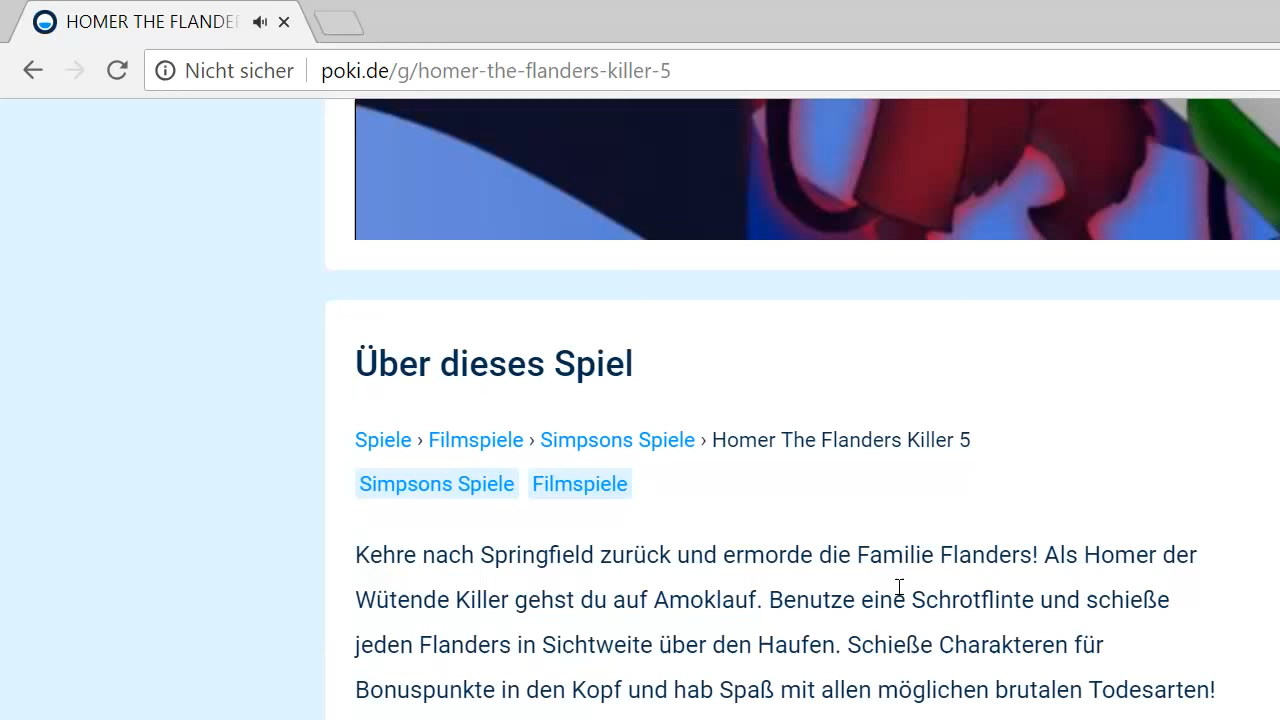 HOMER THE FLANDE
Nicht sicher
poki.de/g/homer-the-flanders-killer-5
Über dieses Spiel
Spiele › Filmspiele › Simpsons Spiele › Homer The Flanders Killer 5
Simpsons Spiele Filmspiele
Kehre nach Springfield zurück und ermorde die Familie Flanders! Als Homer der
Wütende Killer gehst du auf Amoklauf. Benutze eine Schrotflinte und schieße
jeden Flanders in Sichtweite über den Haufen. Schieße Charakteren für
Bonuspunkte in den Kopf und hab Spaß mit allen möglichen brutalen Todesarten!